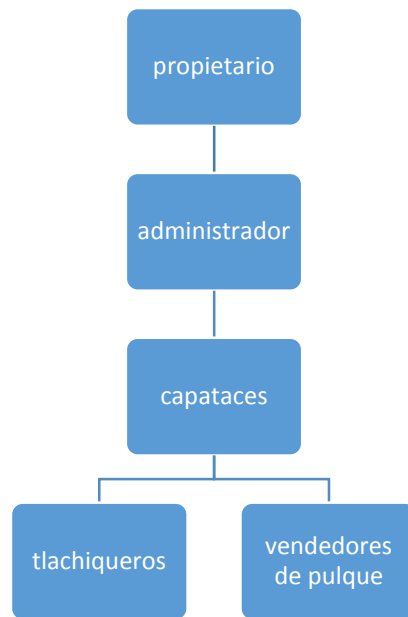 propietario
administrador
capataces
tlachiqueros
vendedores
de pulque